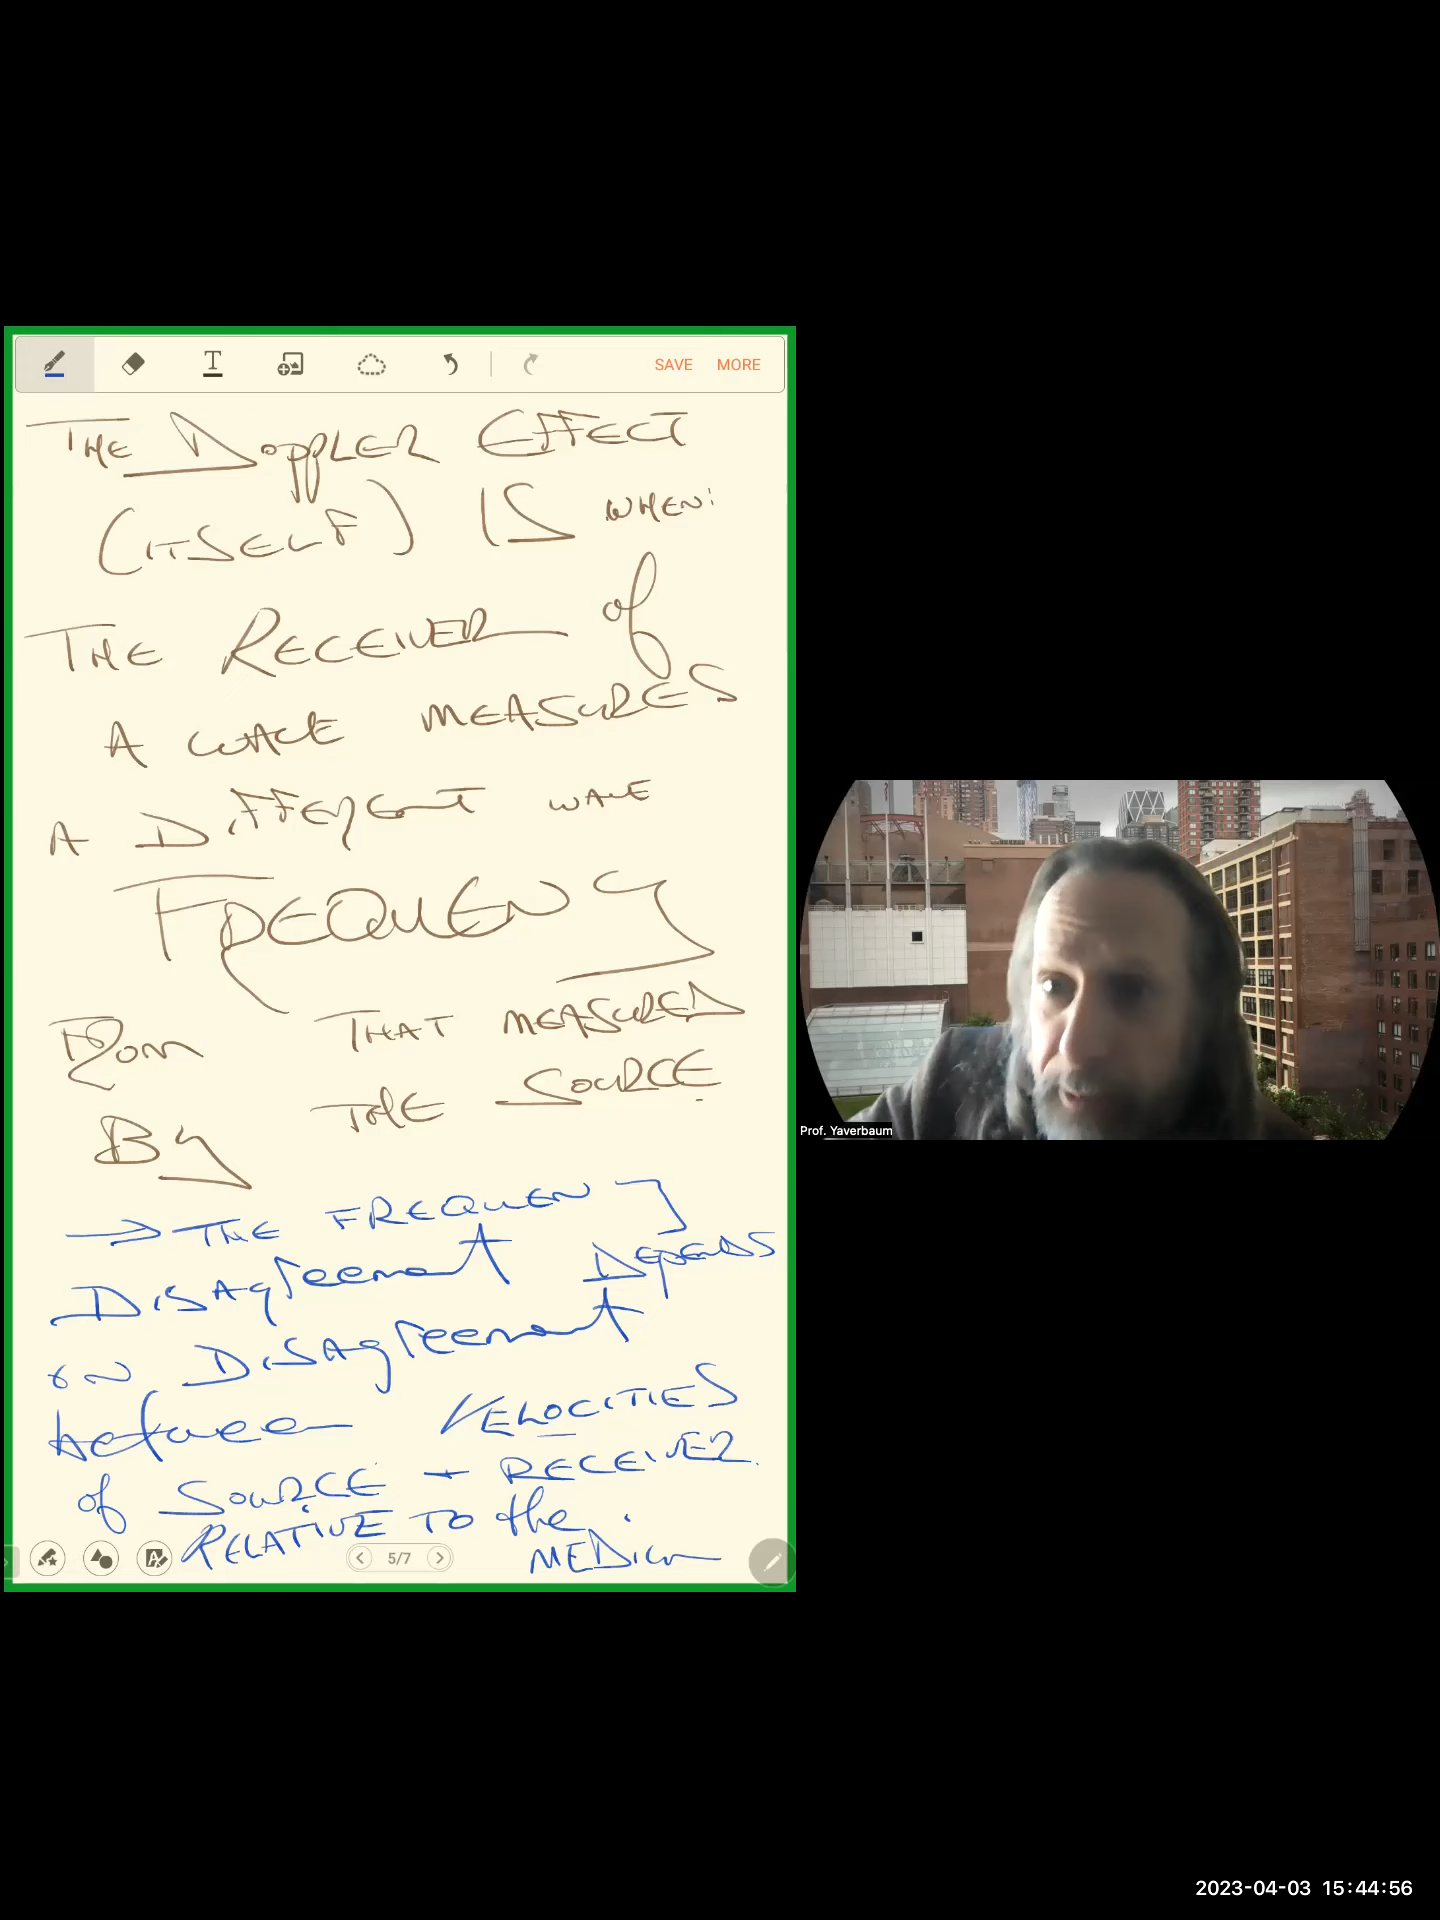 T
SAVE MORE
THE DOppLER EFFECT
(ITSELF) IS WHEN:
THE RECEIVER of
A WAVE MEASURES
A DIFFERENT WAVE
FREQUENCY
FROM THAT MEASURED
By THE SOURCE
→ THE FREQUENCY
DISAgreement DEpENDS
ON DISAgreement
between VELOCITIES
of SOURCE + RECEIVER
RELATIVE TO the
MEDIUM
5/7
Prof. Yaverbaum
2023-04-03 15:44:56